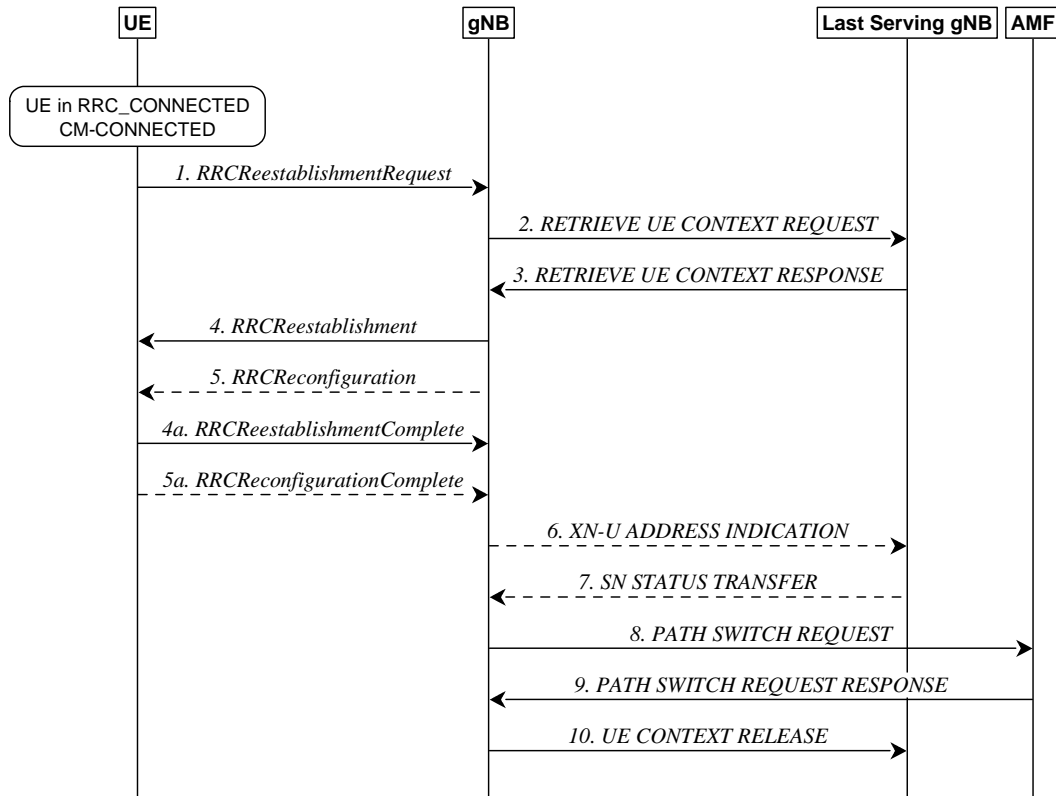 UE
gNB
Last Serving gNB
AMF
UE in RRC_CONNECTED
CM-CONNECTED
1. RRCReestablishmentRequest
2. RETRIEVE UE CONTEXT REQUEST
3. RETRIEVE UE CONTEXT RESPONSE
4. RRCReestablishment
5. RRCReconfiguration
4a. RRCReestablishmentComplete
5a. RRCReconfigurationComplete
6. XN-U ADDRESS INDICATION
7. SN STATUS TRANSFER
8. PATH SWITCH REQUEST
9. PATH SWITCH REQUEST RESPONSE
10. UE CONTEXT RELEASE